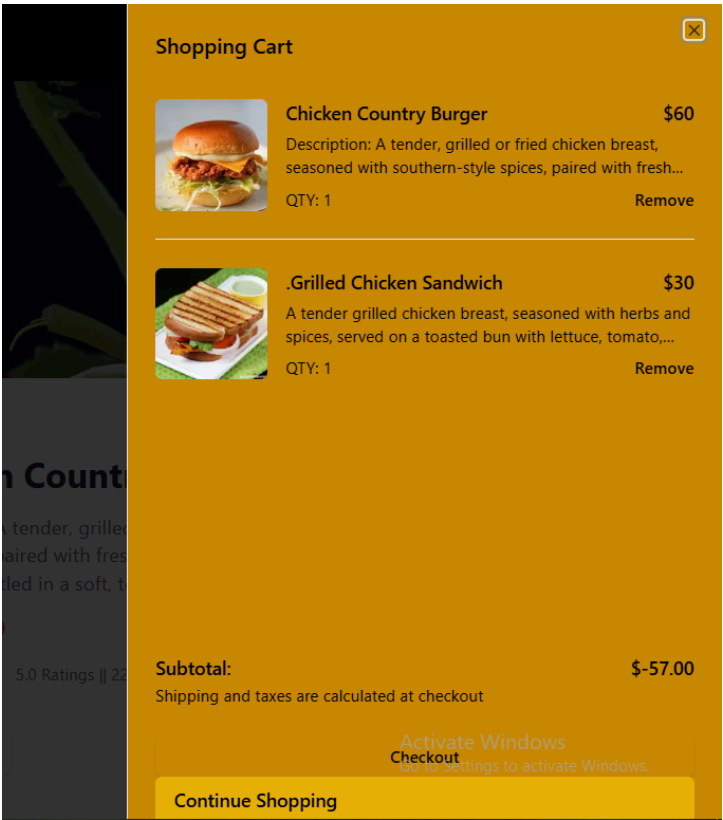 Shopping Cart
Chicken Country Burger $60
Description: A tender, grilled or fried chicken breast,
seasoned with southern-style spices, paired with fresh...
QTY: 1 Remove
.Grilled Chicken Sandwich $30
A tender grilled chicken breast, seasoned with herbs and
spices, served on a toasted bun with lettuce, tomato,...
QTY: 1 Remove
n Count
A tender, grille
paired with fres
tled in a soft, t
5.0 Ratings || 22
Subtotal: $-57.00
Shipping and taxes are calculated at checkout
Activate Windows
Checkout
Go to Settings to activate Windows.
Continue Shopping